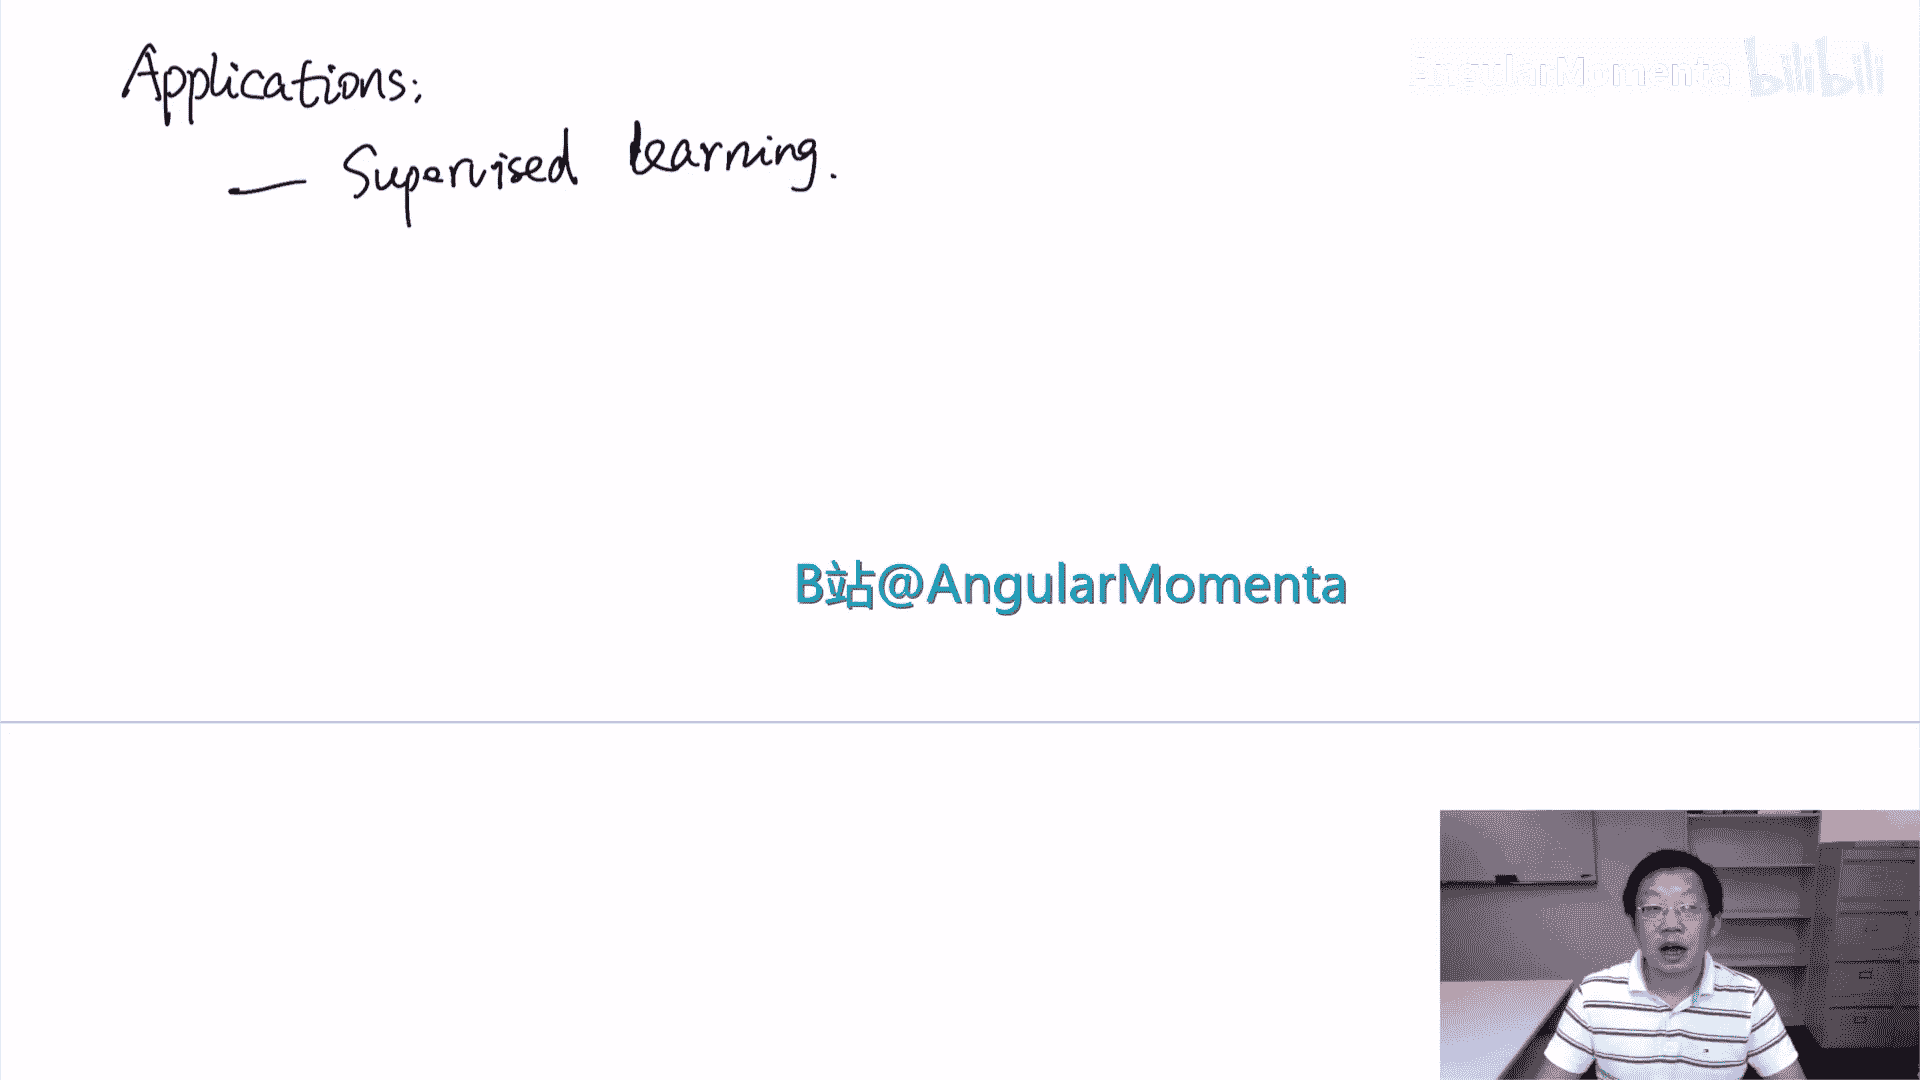 Applications:
AngularMomenta bilibili
— Supervised learning.
B站@AngularMomenta